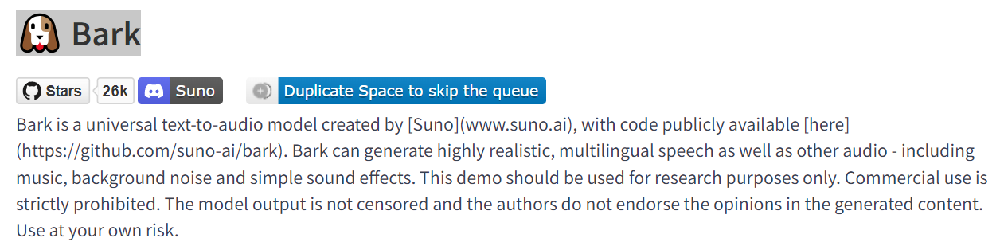 Bark
Stars 26k Suno Duplicate Space to skip the queue
Bark is a universal text-to-audio model created by [Suno](www.suno.ai), with code publicly available [here]
(https://github.com/suno-ai/bark). Bark can generate highly realistic, multilingual speech as well as other audio - including
music, background noise and simple sound effects. This demo should be used for research purposes only. Commercial use is
strictly prohibited. The model output is not censored and the authors do not endorse the opinions in the generated content.
Use at your own risk.